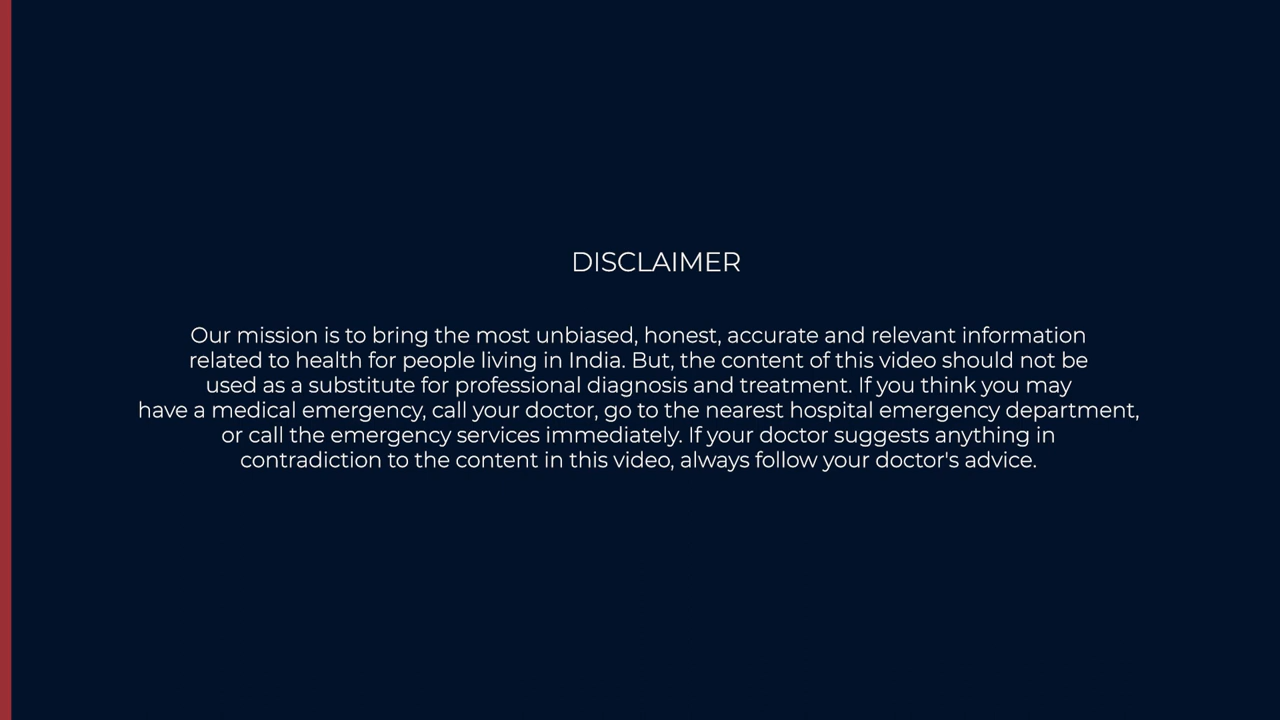 DISCLAIMER
Our mission is to bring the most unbiased, honest, accurate and relevant information
related to health for people living in India. But, the content of this video should not be
used as a substitute for professional diagnosis and treatment. If you think you may
have a medical emergency, call your doctor, go to the nearest hospital emergency department,
or call the emergency services immediately. If your doctor suggests anything in
contradiction to the content in this video, always follow your doctor's advice.